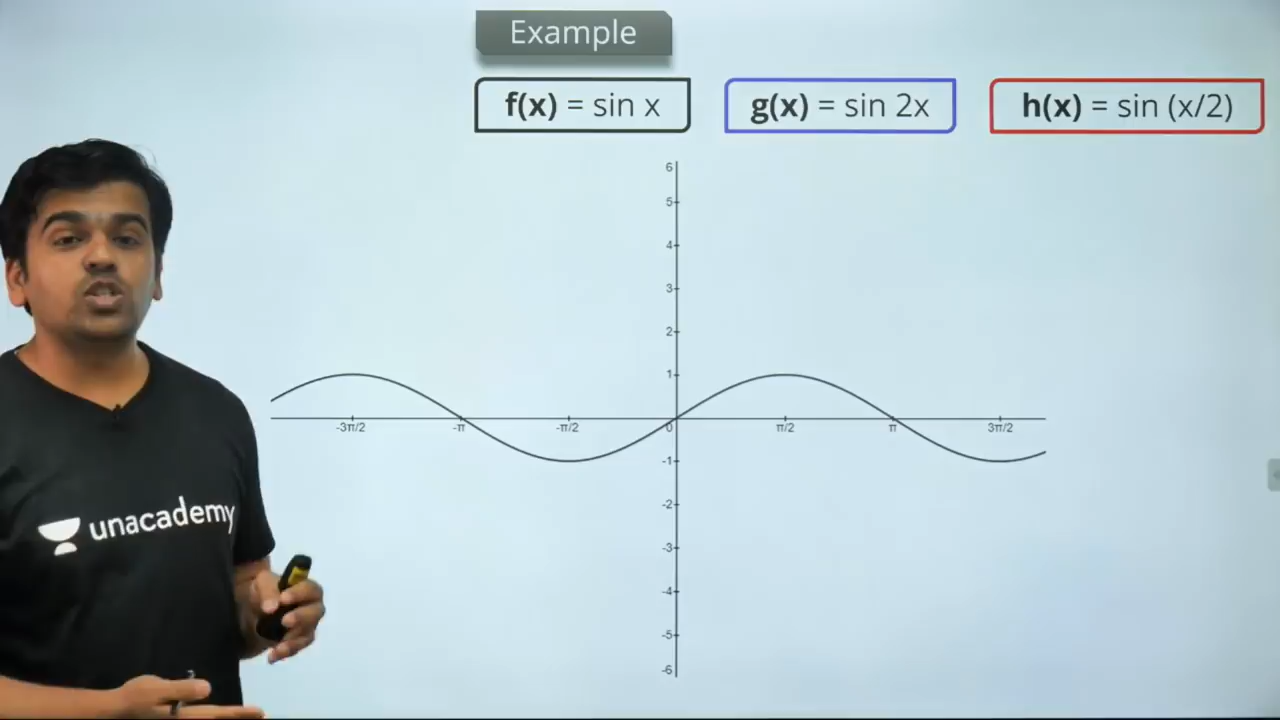 Example
f(x) = sin x
g(x) = sin 2x
h(x) = sin (x/2)
6
5
4
3
2
1
-3π/2 -π -π/2 0 π/2 π 3π/2
-1
-2
-3
-4
-5
-6
unacademy